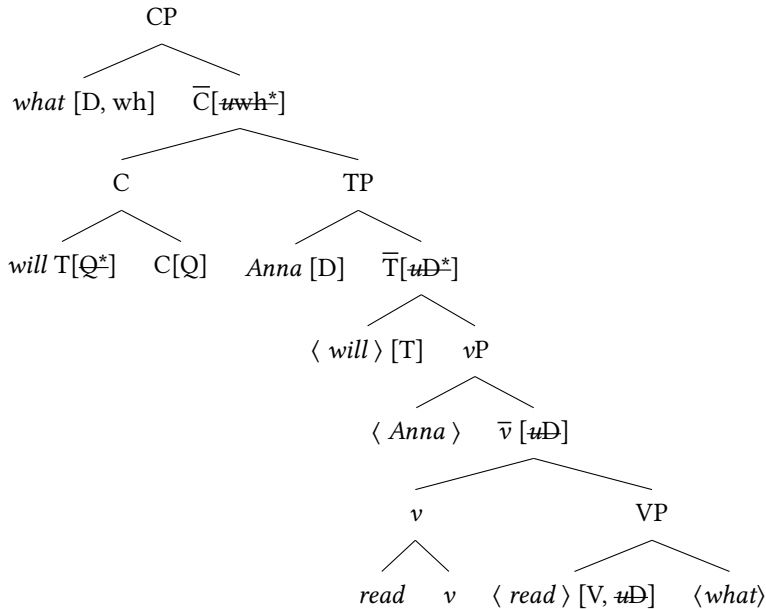 CP
what [D, wh] C̅[uwh*]
C TP
will T[Q*] C[Q] Anna [D] T̅[uD*]
⟨ will ⟩ [T] vP
⟨ Anna ⟩ v̅ [uD]
v VP
read v ⟨ read ⟩ [V, uD] ⟨what⟩